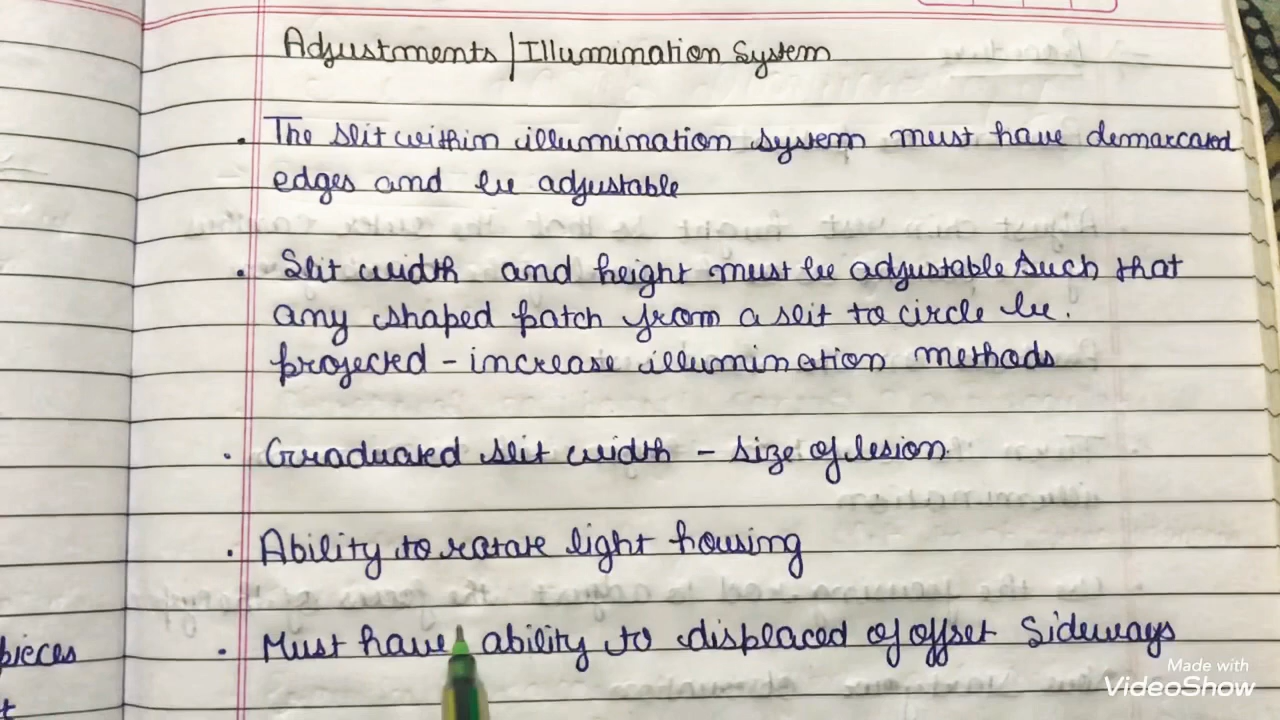 Adjustments/Illumination System
. The slit within illumination system must have demarcated
edges and be adjustable
. Slit width and height must be adjustable such that
any shaped patch from a slit to circle be.
projected - increase illumination methods
. Graduated slit width - size of lesion
. Ability to rotate light housing
. Must have ability to displaced of offset sideways
pieces
t
Made with
VideoShow